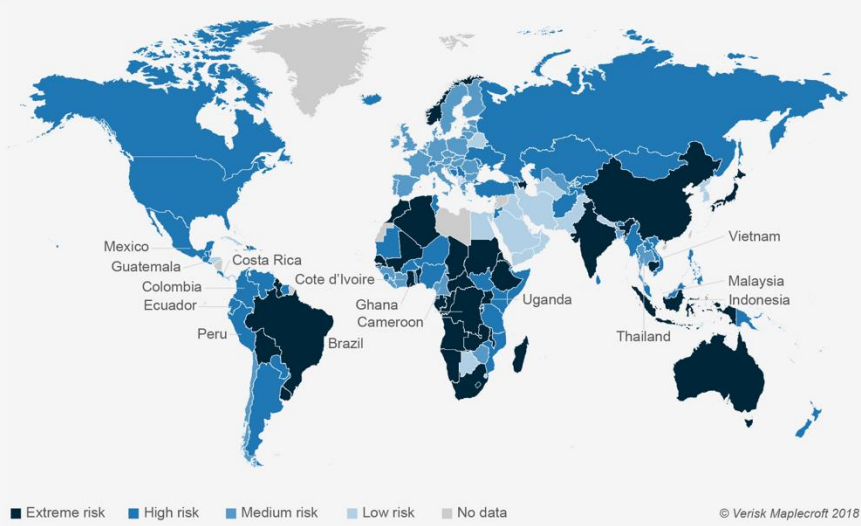 Mexico
Guatemala
Costa Rica
Colombia
Ecuador
Peru
Brazil
Cote d'Ivoire
Ghana
Cameroon
Uganda
Vietnam
Malaysia
Indonesia
Thailand
Extreme risk
High risk
Medium risk
Low risk
No data
© Verisk Maplecroft 2018